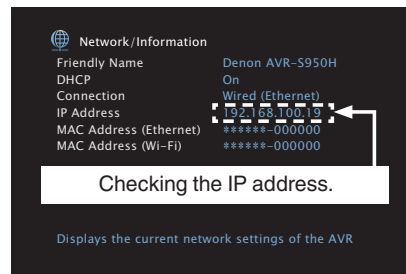 Network/Information
Friendly Name Denon AVR-S950H
DHCP On
Connection Wired (Ethernet)
IP Address 192.168.100.19
MAC Address (Ethernet) ******-000000
MAC Address (Wi-Fi) ******-000000
Checking the IP address.
Displays the current network settings of the AVR